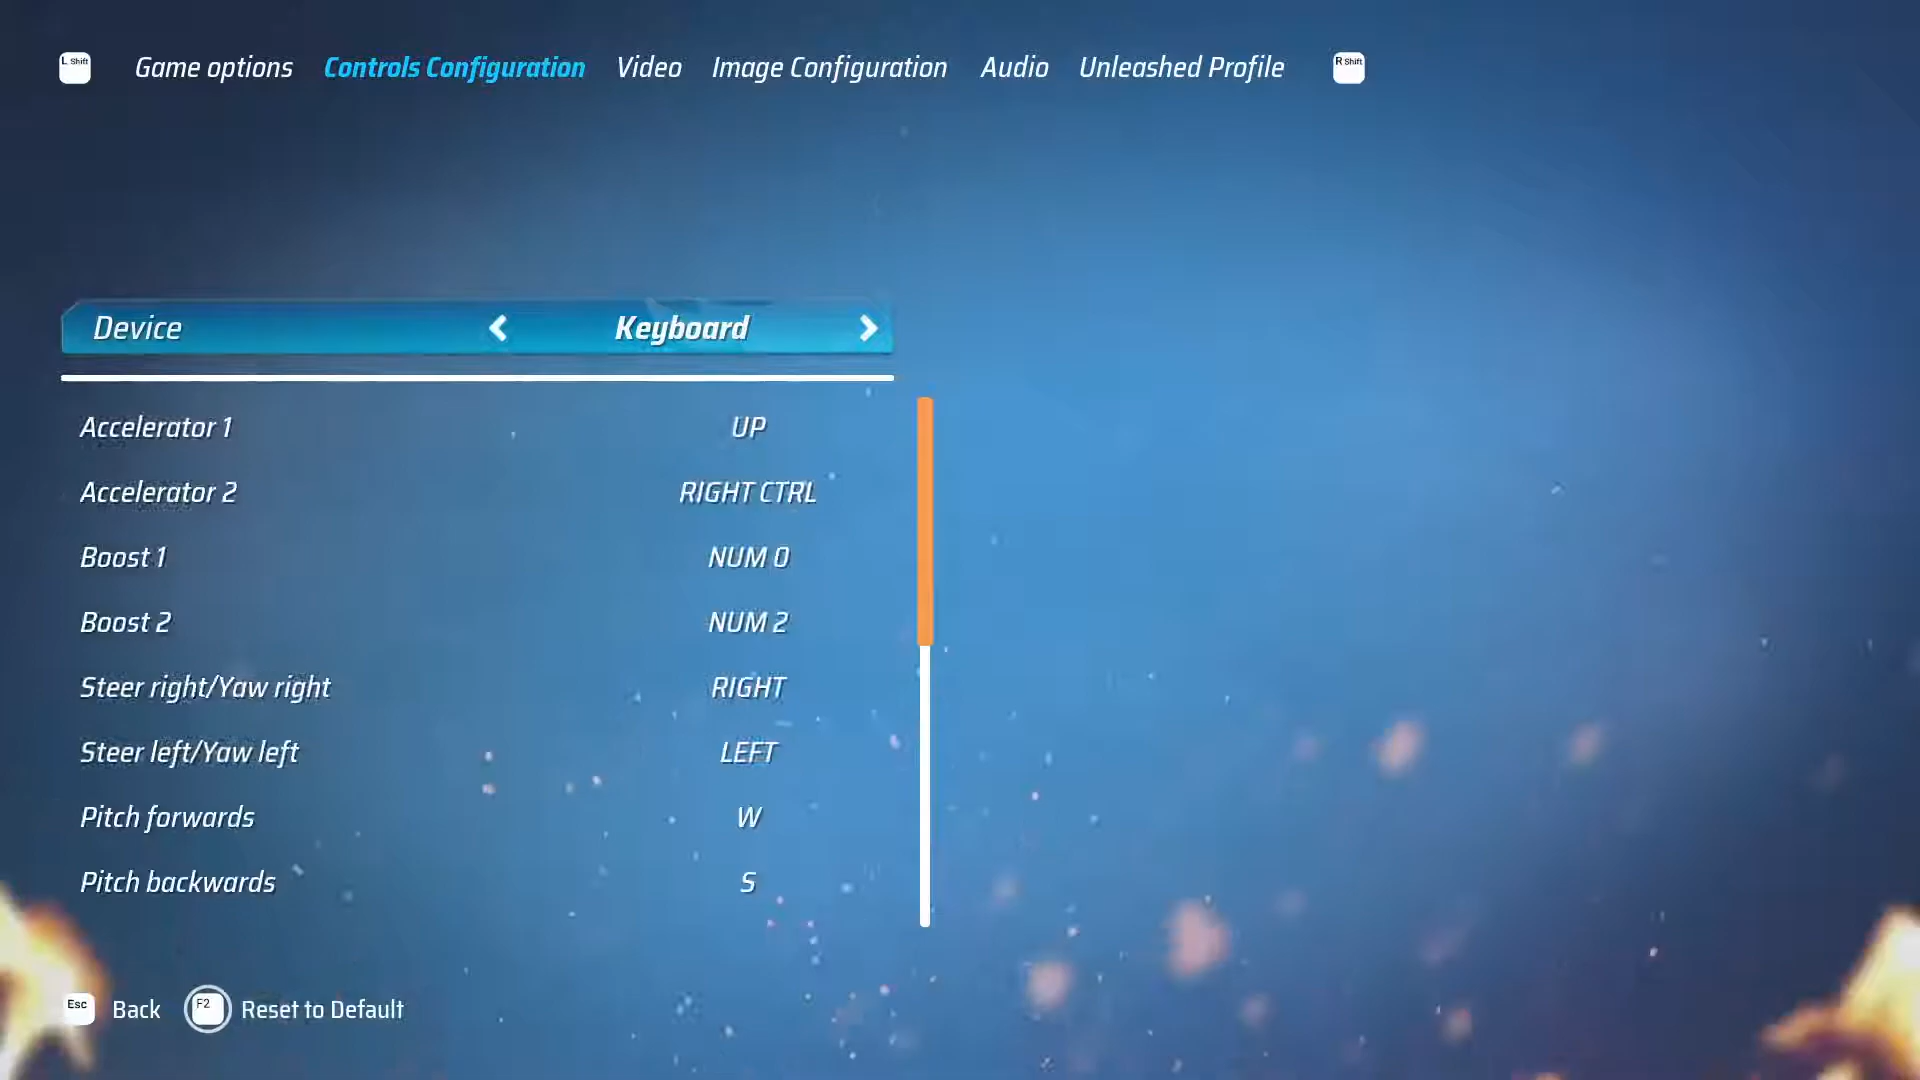 L Shift Game options Controls Configuration Video Image Configuration Audio Unleashed Profile R Shift
Device Keyboard
Accelerator 1 UP
Accelerator 2 RIGHT CTRL
Boost 1 NUM 0
Boost 2 NUM 2
Steer right/Yaw right RIGHT
Steer left/Yaw left LEFT
Pitch forwards W
Pitch backwards S
Esc Back F2 Reset to Default